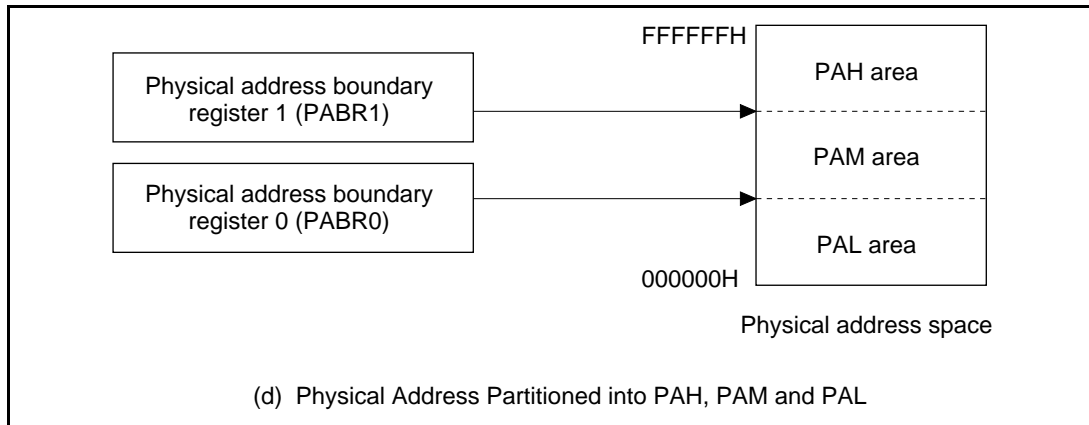 Physical address boundary
register 1 (PABR1)
Physical address boundary
register 0 (PABR0)
FFFFFFH
PAH area
PAM area
PAL area
000000H
Physical address space
(d) Physical Address Partitioned into PAH, PAM and PAL